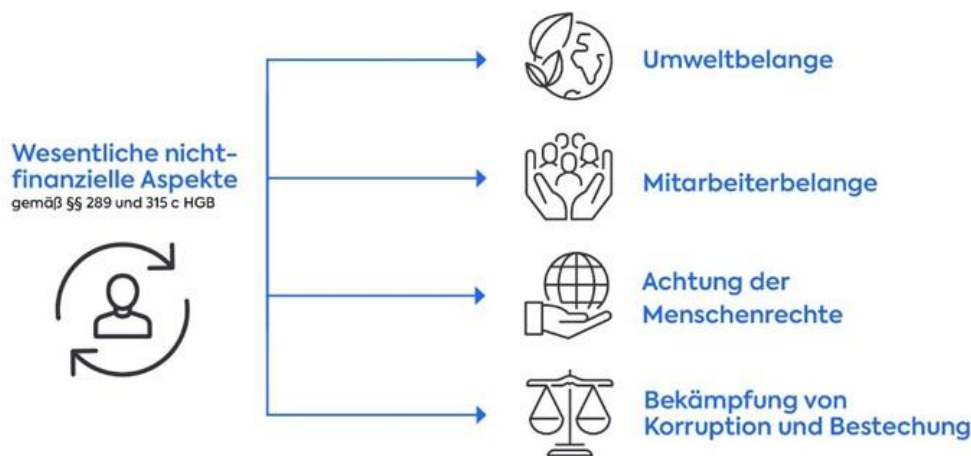 Wesentliche nicht-
finanzielle Aspekte
gemäß §§ 289 und 315 c HGB
Umweltbelange
Mitarbeiterbelange
Achtung der
Menschenrechte
Bekämpfung von
Korruption und Bestechung